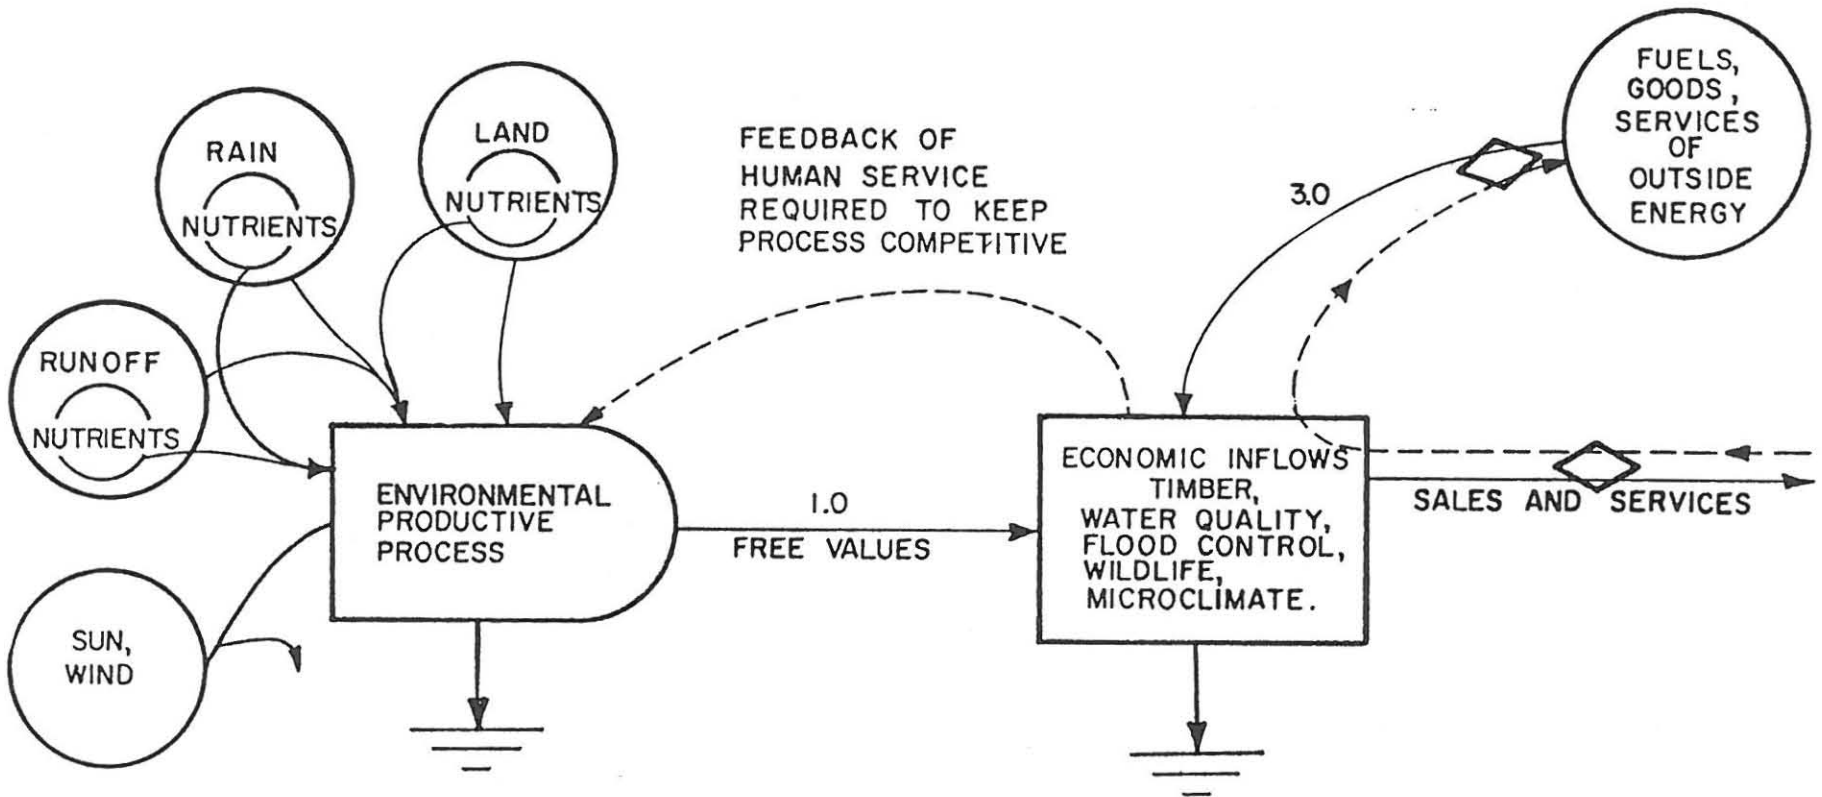 RAIN
NUTRIENTS
LAND
NUTRIENTS
RUNOFF
NUTRIENTS
SUN,
WIND
FEEDBACK OF
HUMAN SERVICE
REQUIRED TO KEEP
PROCESS COMPETITIVE
ENVIRONMENTAL
PRODUCTIVE
PROCESS
1.0
FREE VALUES
3.0
FUELS,
GOODS,
SERVICES
OF
OUTSIDE
ENERGY
ECONOMIC INFLOWS
TIMBER,
WATER QUALITY,
FLOOD CONTROL,
WILDLIFE,
MICROCLIMATE.
SALES AND SERVICES